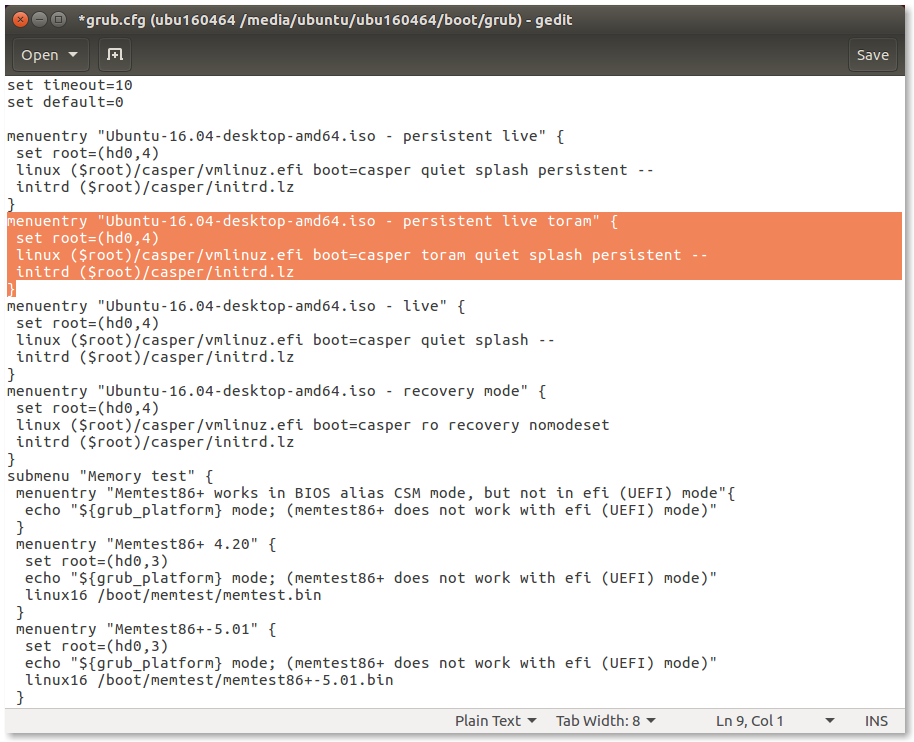 *grub.cfg (ubu160464 /media/ubuntu/ubu160464/boot/grub) - gedit
Open Save
set timeout=10
set default=0

menuentry "Ubuntu-16.04-desktop-amd64.iso - persistent live" {
 set root=(hd0,4)
 linux ($root)/casper/vmlinuz.efi boot=casper quiet splash persistent --
 initrd ($root)/casper/initrd.lz
}
menuentry "Ubuntu-16.04-desktop-amd64.iso - persistent live toram" {
 set root=(hd0,4)
 linux ($root)/casper/vmlinuz.efi boot=casper toram quiet splash persistent --
 initrd ($root)/casper/initrd.lz
}
menuentry "Ubuntu-16.04-desktop-amd64.iso - live" {
 set root=(hd0,4)
 linux ($root)/casper/vmlinuz.efi boot=casper quiet splash --
 initrd ($root)/casper/initrd.lz
}
menuentry "Ubuntu-16.04-desktop-amd64.iso - recovery mode" {
 set root=(hd0,4)
 linux ($root)/casper/vmlinuz.efi boot=casper ro recovery nomodeset
 initrd ($root)/casper/initrd.lz
}
submenu "Memory test" {
 menuentry "Memtest86+ works in BIOS alias CSM mode, but not in efi (UEFI) mode"{
  echo "${grub_platform} mode; (memtest86+ does not work with efi (UEFI) mode)"
 }
 menuentry "Memtest86+ 4.20" {
  set root=(hd0,3)
  echo "${grub_platform} mode; (memtest86+ does not work with efi (UEFI) mode)"
  linux16 /boot/memtest/memtest.bin
 }
 menuentry "Memtest86+-5.01" {
  set root=(hd0,3)
  echo "${grub_platform} mode; (memtest86+ does not work with efi (UEFI) mode)"
  linux16 /boot/memtest/memtest86+-5.01.bin
 }
Plain Text Tab Width: 8 Ln 9, Col 1 INS